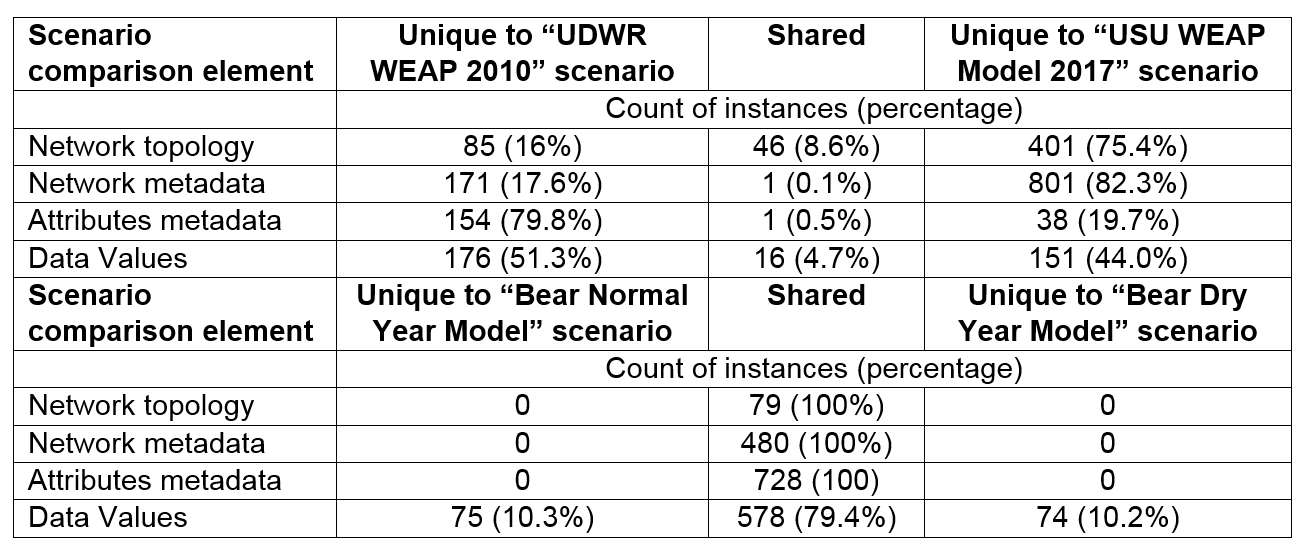 Scenario comparison element Unique to “UDWR WEAP 2010” scenario Shared Unique to “USU WEAP Model 2017” scenario
Count of instances (percentage)
Network topology 85 (16%) 46 (8.6%) 401 (75.4%)
Network metadata 171 (17.6%) 1 (0.1%) 801 (82.3%)
Attributes metadata 154 (79.8%) 1 (0.5%) 38 (19.7%)
Data Values 176 (51.3%) 16 (4.7%) 151 (44.0%)
Scenario comparison element Unique to “Bear Normal Year Model” scenario Shared Unique to “Bear Dry Year Model” scenario
Count of instances (percentage)
Network topology 0 79 (100%) 0
Network metadata 0 480 (100%) 0
Attributes metadata 0 728 (100) 0
Data Values 75 (10.3%) 578 (79.4%) 74 (10.2%)